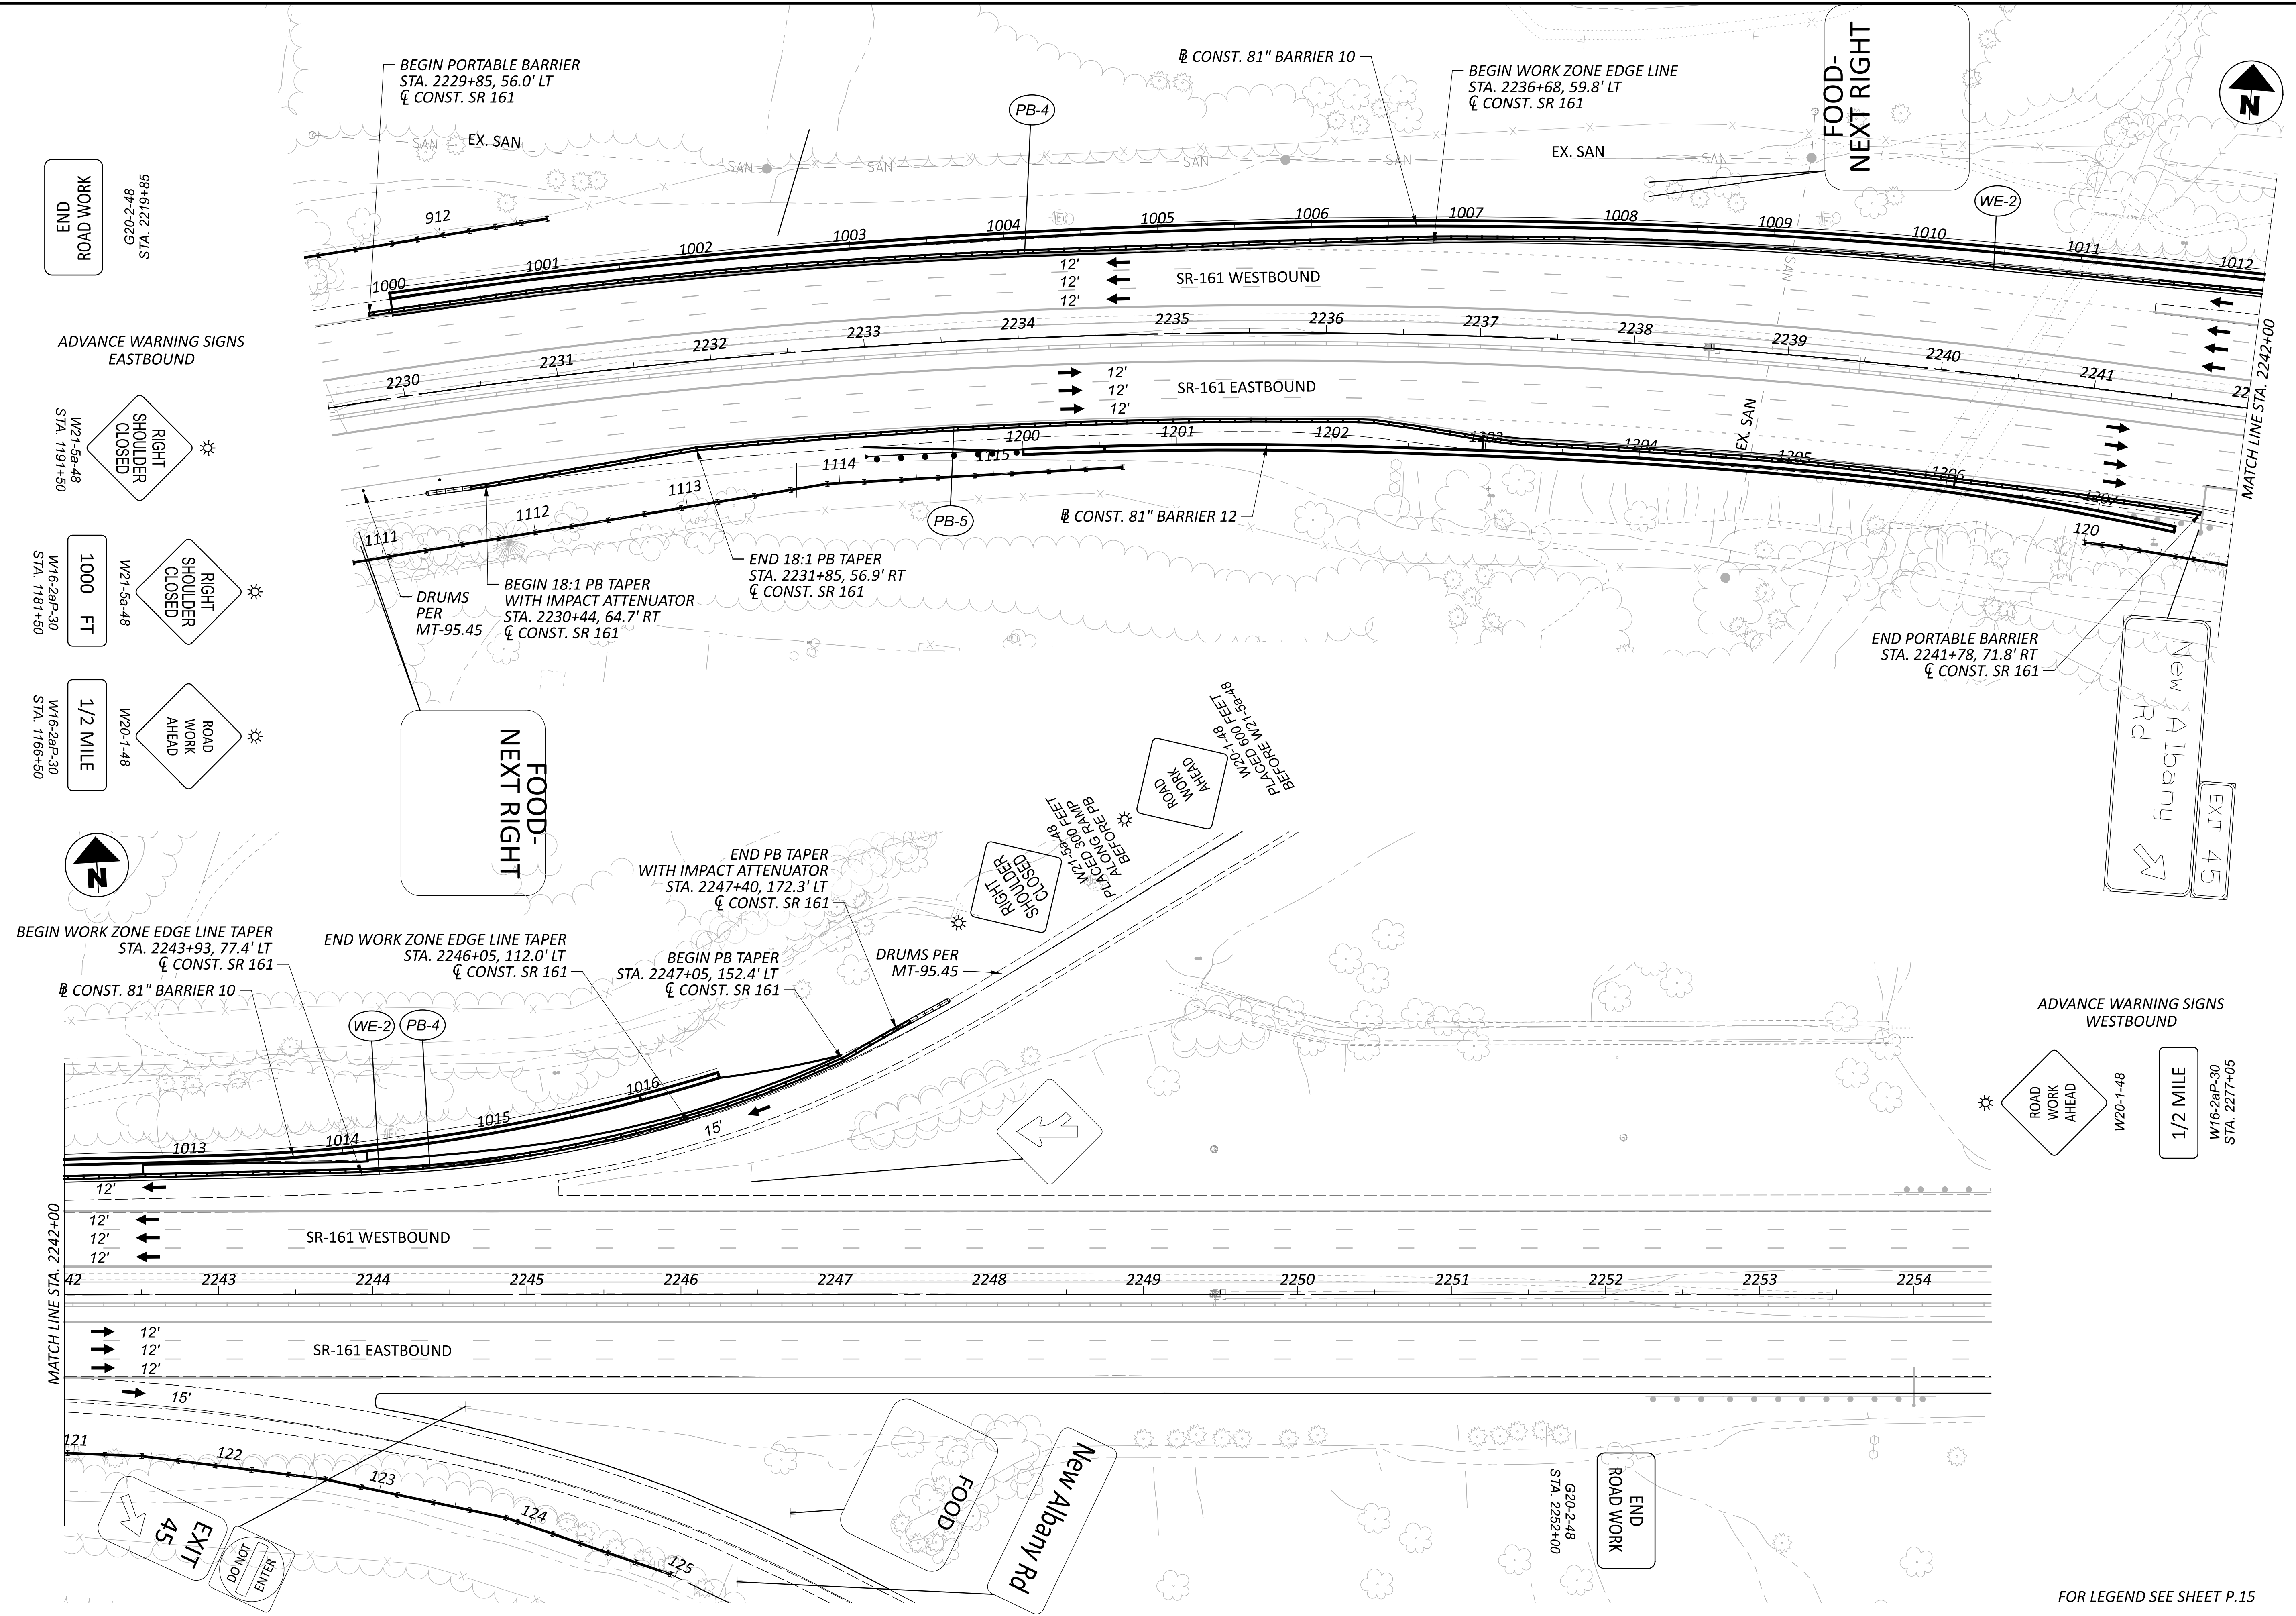 BEGIN PORTABLE BARRIER
STA. 2229+85, 56.0' LT
℄ CONST. SR 161
PB-4
B̵L CONST. 81" BARRIER 10
BEGIN WORK ZONE EDGE LINE
STA. 2236+68, 59.8' LT
℄ CONST. SR 161
FOOD-
NEXT RIGHT
N
END
ROAD WORK
G20-2-48
STA. 2219+85
SAN
EX. SAN
SAN
SAN
SAN
SAN
EX. SAN
SAN
WE-2
912
1000
1001
1002
1003
1004
1005
1006
1007
1008
1009
1010
1011
1012
12'
12'
12'
SR-161 WESTBOUND
SAN
2230
2231
2232
2233
2234
2235
2236
2237
2238
2239
2240
2241
22
MATCH LINE STA. 2242+00
12'
12'
12'
SR-161 EASTBOUND
EX. SAN
1200
1201
1202
1203
1204
1205
1206
1207
120
1111
1112
1113
1114
1115
PB-5
B̵L CONST. 81" BARRIER 12
ADVANCE WARNING SIGNS
EASTBOUND
RIGHT
SHOULDER
CLOSED
W21-5a-48
STA. 1191+50
RIGHT
SHOULDER
CLOSED
W21-5a-48
1000 FT
W16-2aP-30
STA. 1181+50
ROAD
WORK
AHEAD
W20-1-48
1/2 MILE
W16-2aP-30
STA. 1166+50
DRUMS
PER
MT-95.45
BEGIN 18:1 PB TAPER
WITH IMPACT ATTENUATOR
STA. 2230+44, 64.7' RT
℄ CONST. SR 161
END 18:1 PB TAPER
STA. 2231+85, 56.9' RT
℄ CONST. SR 161
END PORTABLE BARRIER
STA. 2241+78, 71.8' RT
℄ CONST. SR 161
New Albany
Rd
EXIT 45
FOOD-
NEXT RIGHT
N
W20-1-48
PLACED 600 FEET
BEFORE W21-5a-48
ROAD
WORK
AHEAD
W21-5a-48
PLACED 300 FEET
ALONG RAMP
BEFORE PB
RIGHT
SHOULDER
CLOSED
END PB TAPER
WITH IMPACT ATTENUATOR
STA. 2247+40, 172.3' LT
℄ CONST. SR 161
BEGIN WORK ZONE EDGE LINE TAPER
STA. 2243+93, 77.4' LT
℄ CONST. SR 161
B̵L CONST. 81" BARRIER 10
END WORK ZONE EDGE LINE TAPER
STA. 2246+05, 112.0' LT
℄ CONST. SR 161
BEGIN PB TAPER
STA. 2247+05, 152.4' LT
℄ CONST. SR 161
DRUMS PER
MT-95.45
WE-2
PB-4
1013
1014
1015
1016
15'
12'
12'
12'
12'
SR-161 WESTBOUND
MATCH LINE STA. 2242+00
42
2243
2244
2245
2246
2247
2248
2249
2250
2251
2252
2253
2254
12'
12'
12'
SR-161 EASTBOUND
15'
121
122
123
124
125
EXIT
45
DO NOT
ENTER
FOOD
New Albany Rd
ADVANCE WARNING SIGNS
WESTBOUND
ROAD
WORK
AHEAD
W20-1-48
1/2 MILE
W16-2aP-30
STA. 2277+05
END
ROAD WORK
G20-2-48
STA. 2252+00
FOR LEGEND SEE SHEET P.15